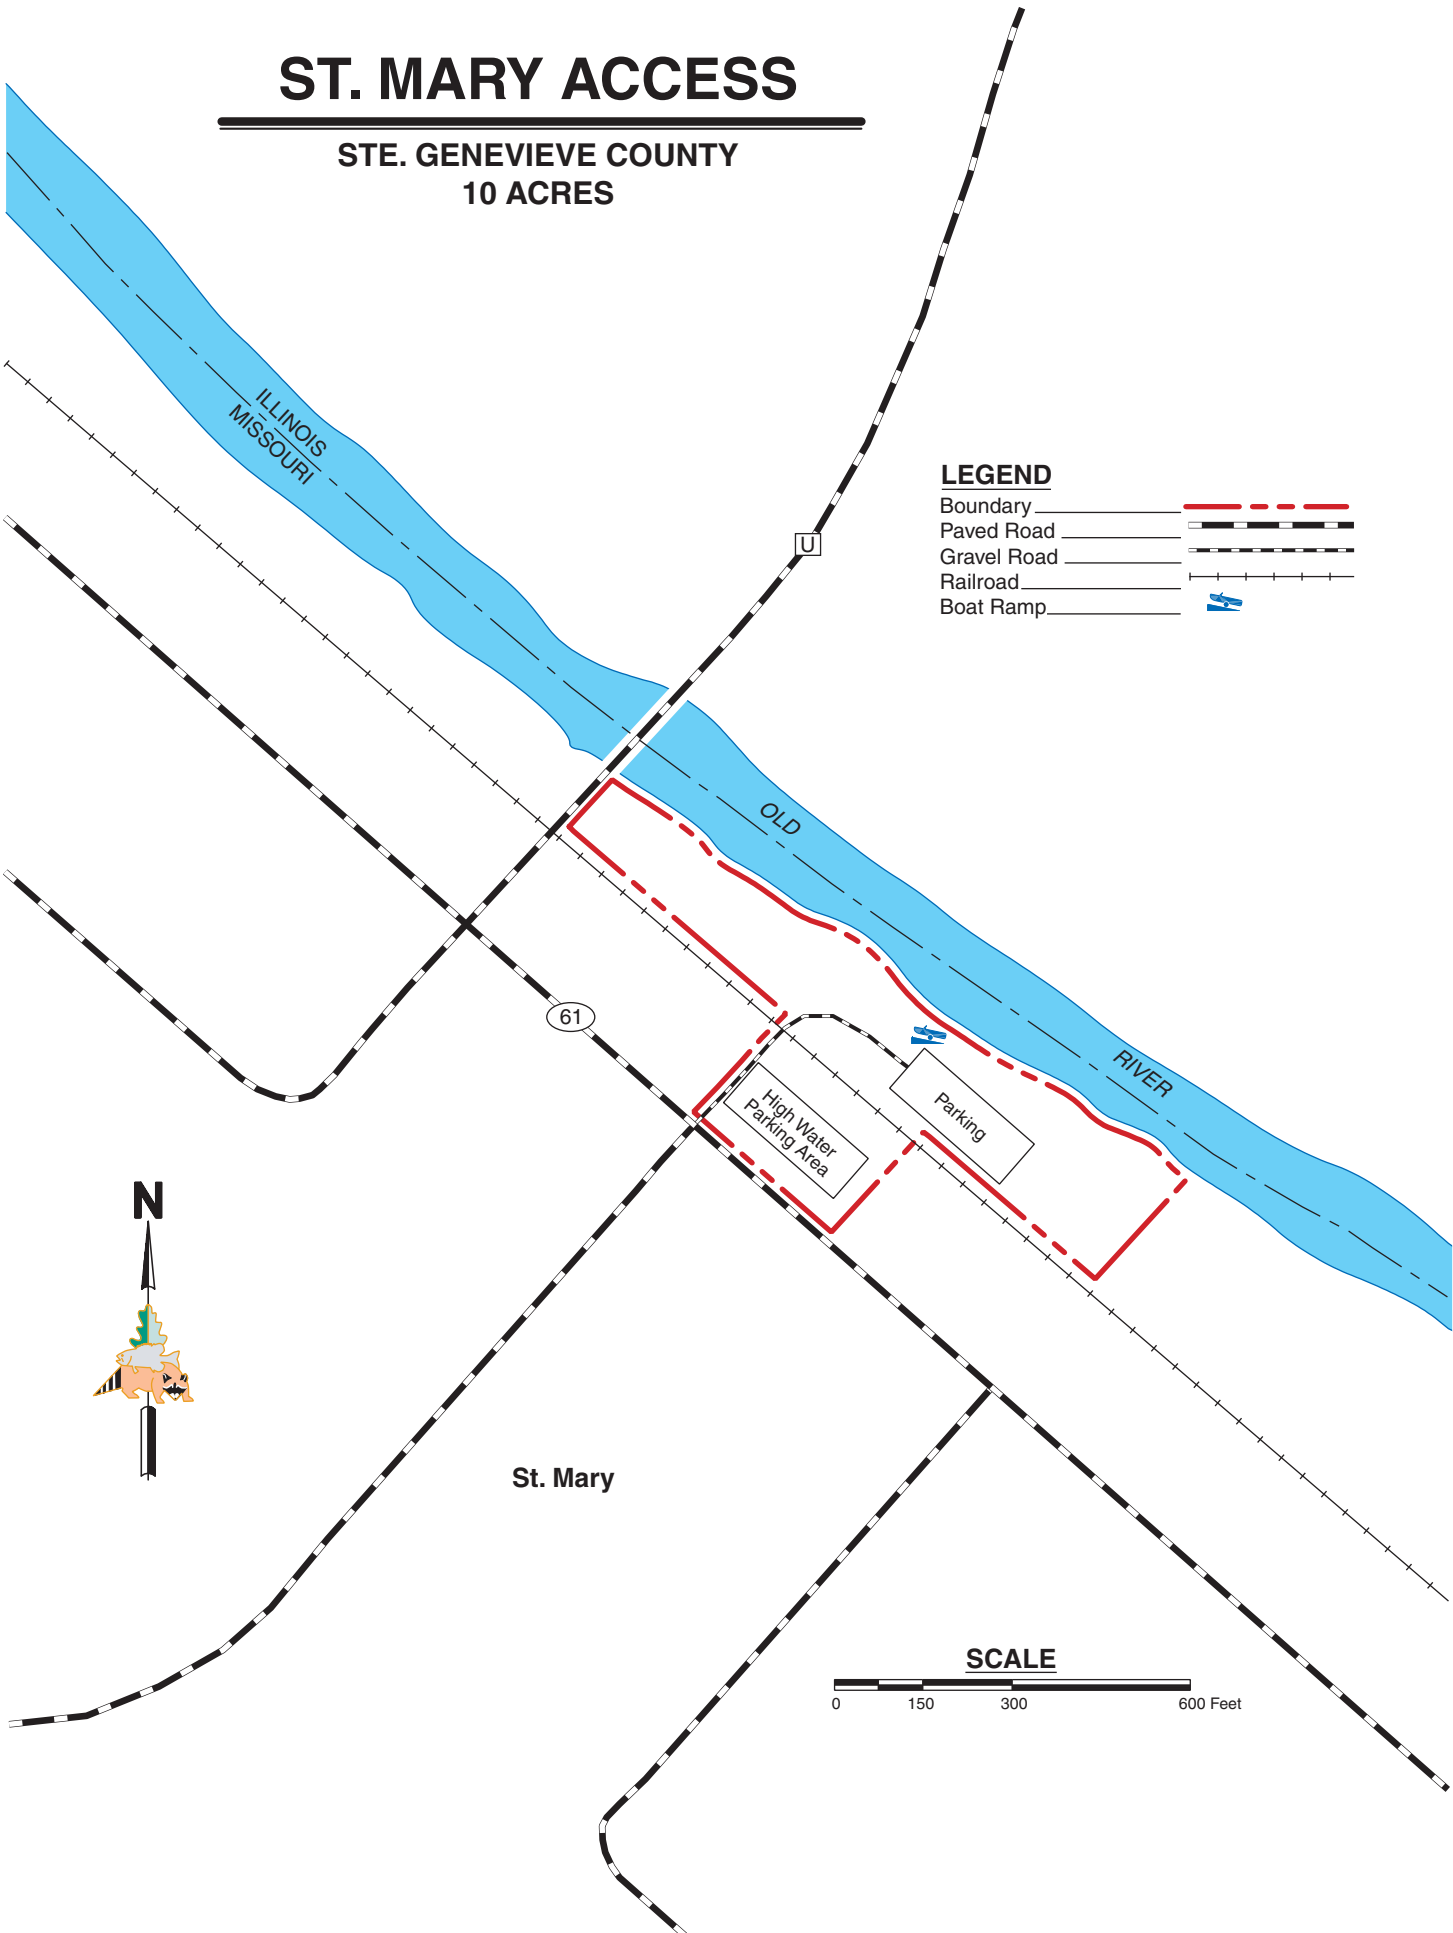 ST. MARY ACCESS
STE. GENEVIEVE COUNTY
10 ACRES
ILLINOIS
MISSOURI
LEGEND
Boundary
Paved Road
Gravel Road
Railroad
Boat Ramp
U
OLD
61
RIVER
High Water
Parking Area
Parking
N
St. Mary
SCALE
0 150 300 600 Feet